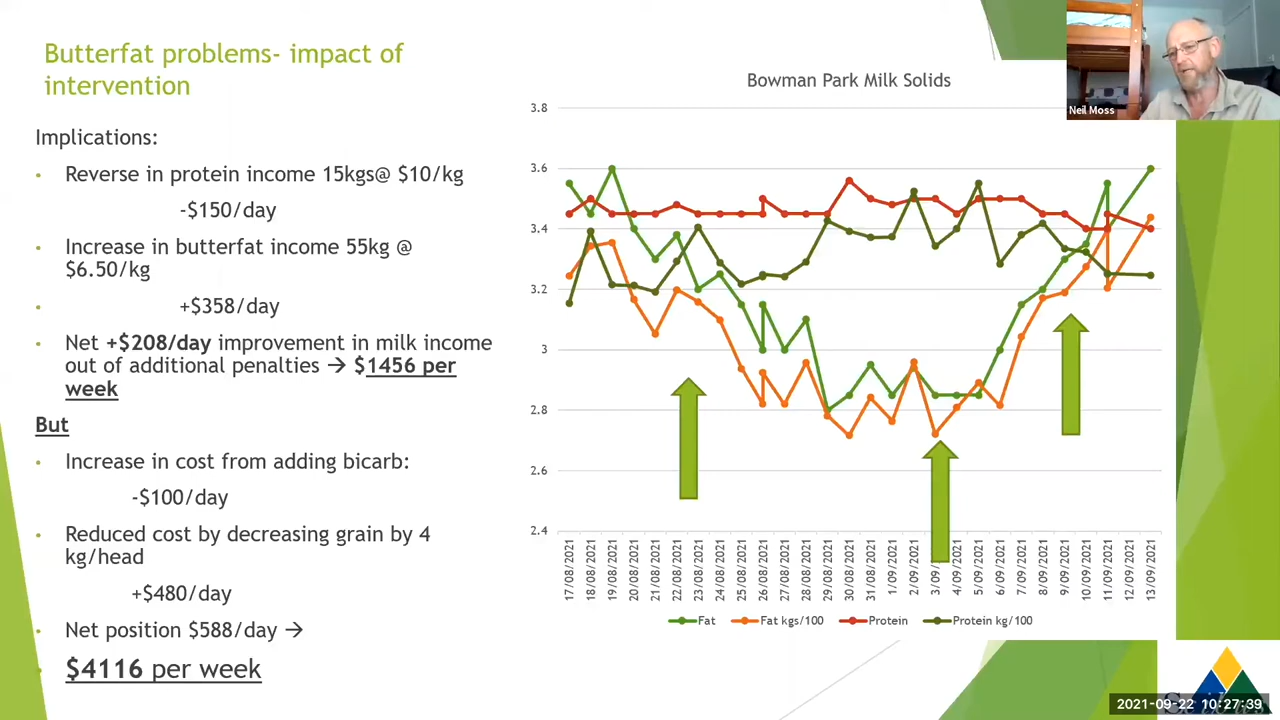 Butterfat problems- impact of
intervention
Implications:
• Reverse in protein income 15kgs@ $10/kg
-$150/day
• Increase in butterfat income 55kg @
$6.50/kg
• +$358/day
• Net +$208/day improvement in milk income
out of additional penalties → $1456 per
week
But
• Increase in cost from adding bicarb:
-$100/day
• Reduced cost by decreasing grain by 4
kg/head
+$480/day
• Net position $588/day →
• $4116 per week
Bowman Park Milk Solids
3.8
3.6
3.4
3.2
3
2.8
2.6
2.4
17/08/2021
18/08/2021
19/08/2021
20/08/2021
21/08/2021
22/08/2021
23/08/2021
24/08/2021
25/08/2021
26/08/2021
27/08/2021
28/08/2021
29/08/2021
30/08/2021
31/08/2021
1/09/2021
2/09/2021
3/09/
4/09/2021
5/09/2021
6/09/2021
7/09/2021
8/09/2021
9/09/2021
10/09/2021
11/09/2021
12/09/2021
13/09/2021
Fat Fat kgs/100 Protein Protein kg/100
Neil Moss
2021-09-22 10:27:39